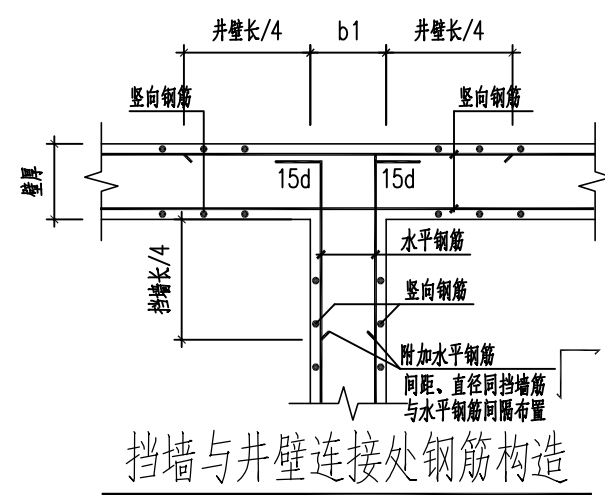 井壁长/4
b1
井壁长/4
竖向钢筋
竖向钢筋
壁厚
15d
15d
水平钢筋
挡墙长/4
竖向钢筋
附加水平钢筋
间距、直径同挡墙筋
与水平钢筋间隔布置
挡墙与井壁连接处钢筋构造